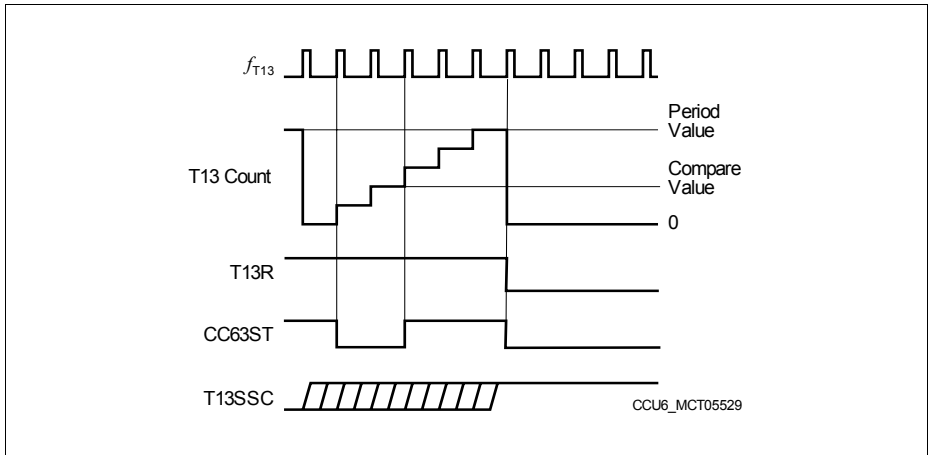 fT13
Period
Value
T13 Count
Compare
Value
0
T13R
CC63ST
T13SSC
CCU6_MCT05529